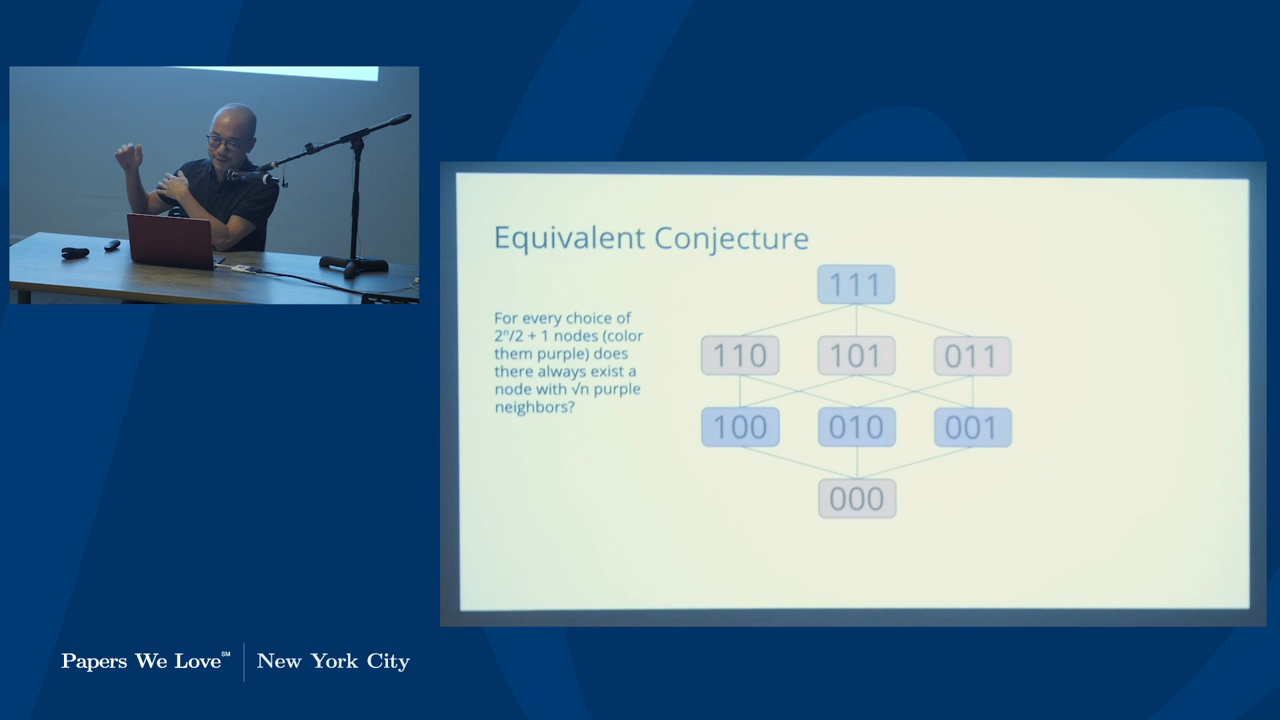 Equivalent Conjecture
For every choice of
2ⁿ/2 + 1 nodes (color
them purple) does
there always exist a
node with √n purple
neighbors?
111
110 101 011
100 010 001
000
Papers We Love℠ | New York City